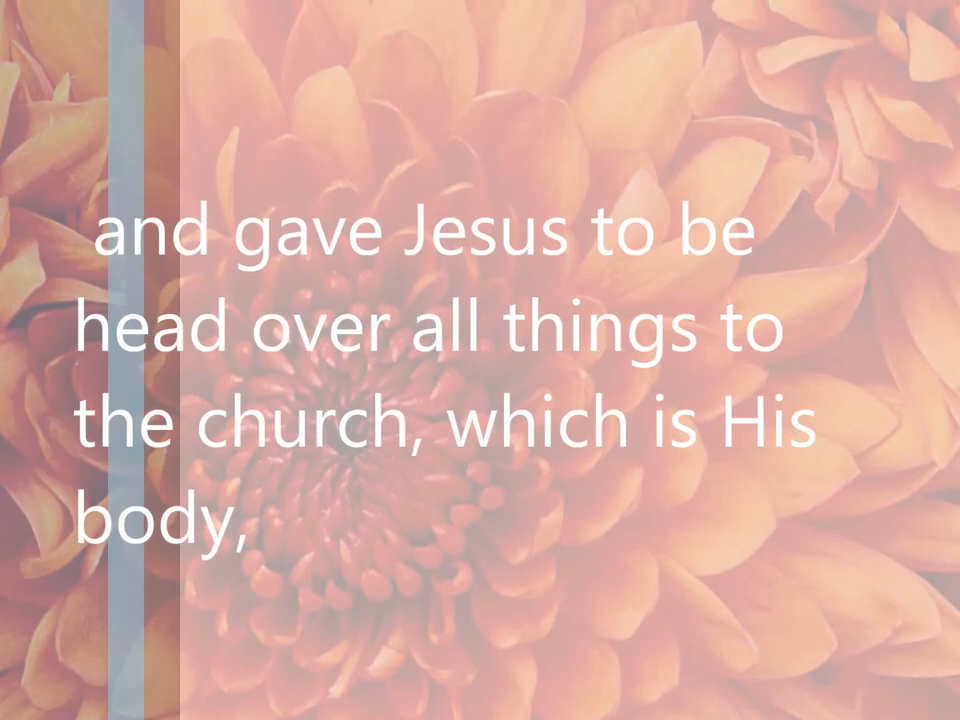 and gave Jesus to be
head over all things to
the church, which is His
body,